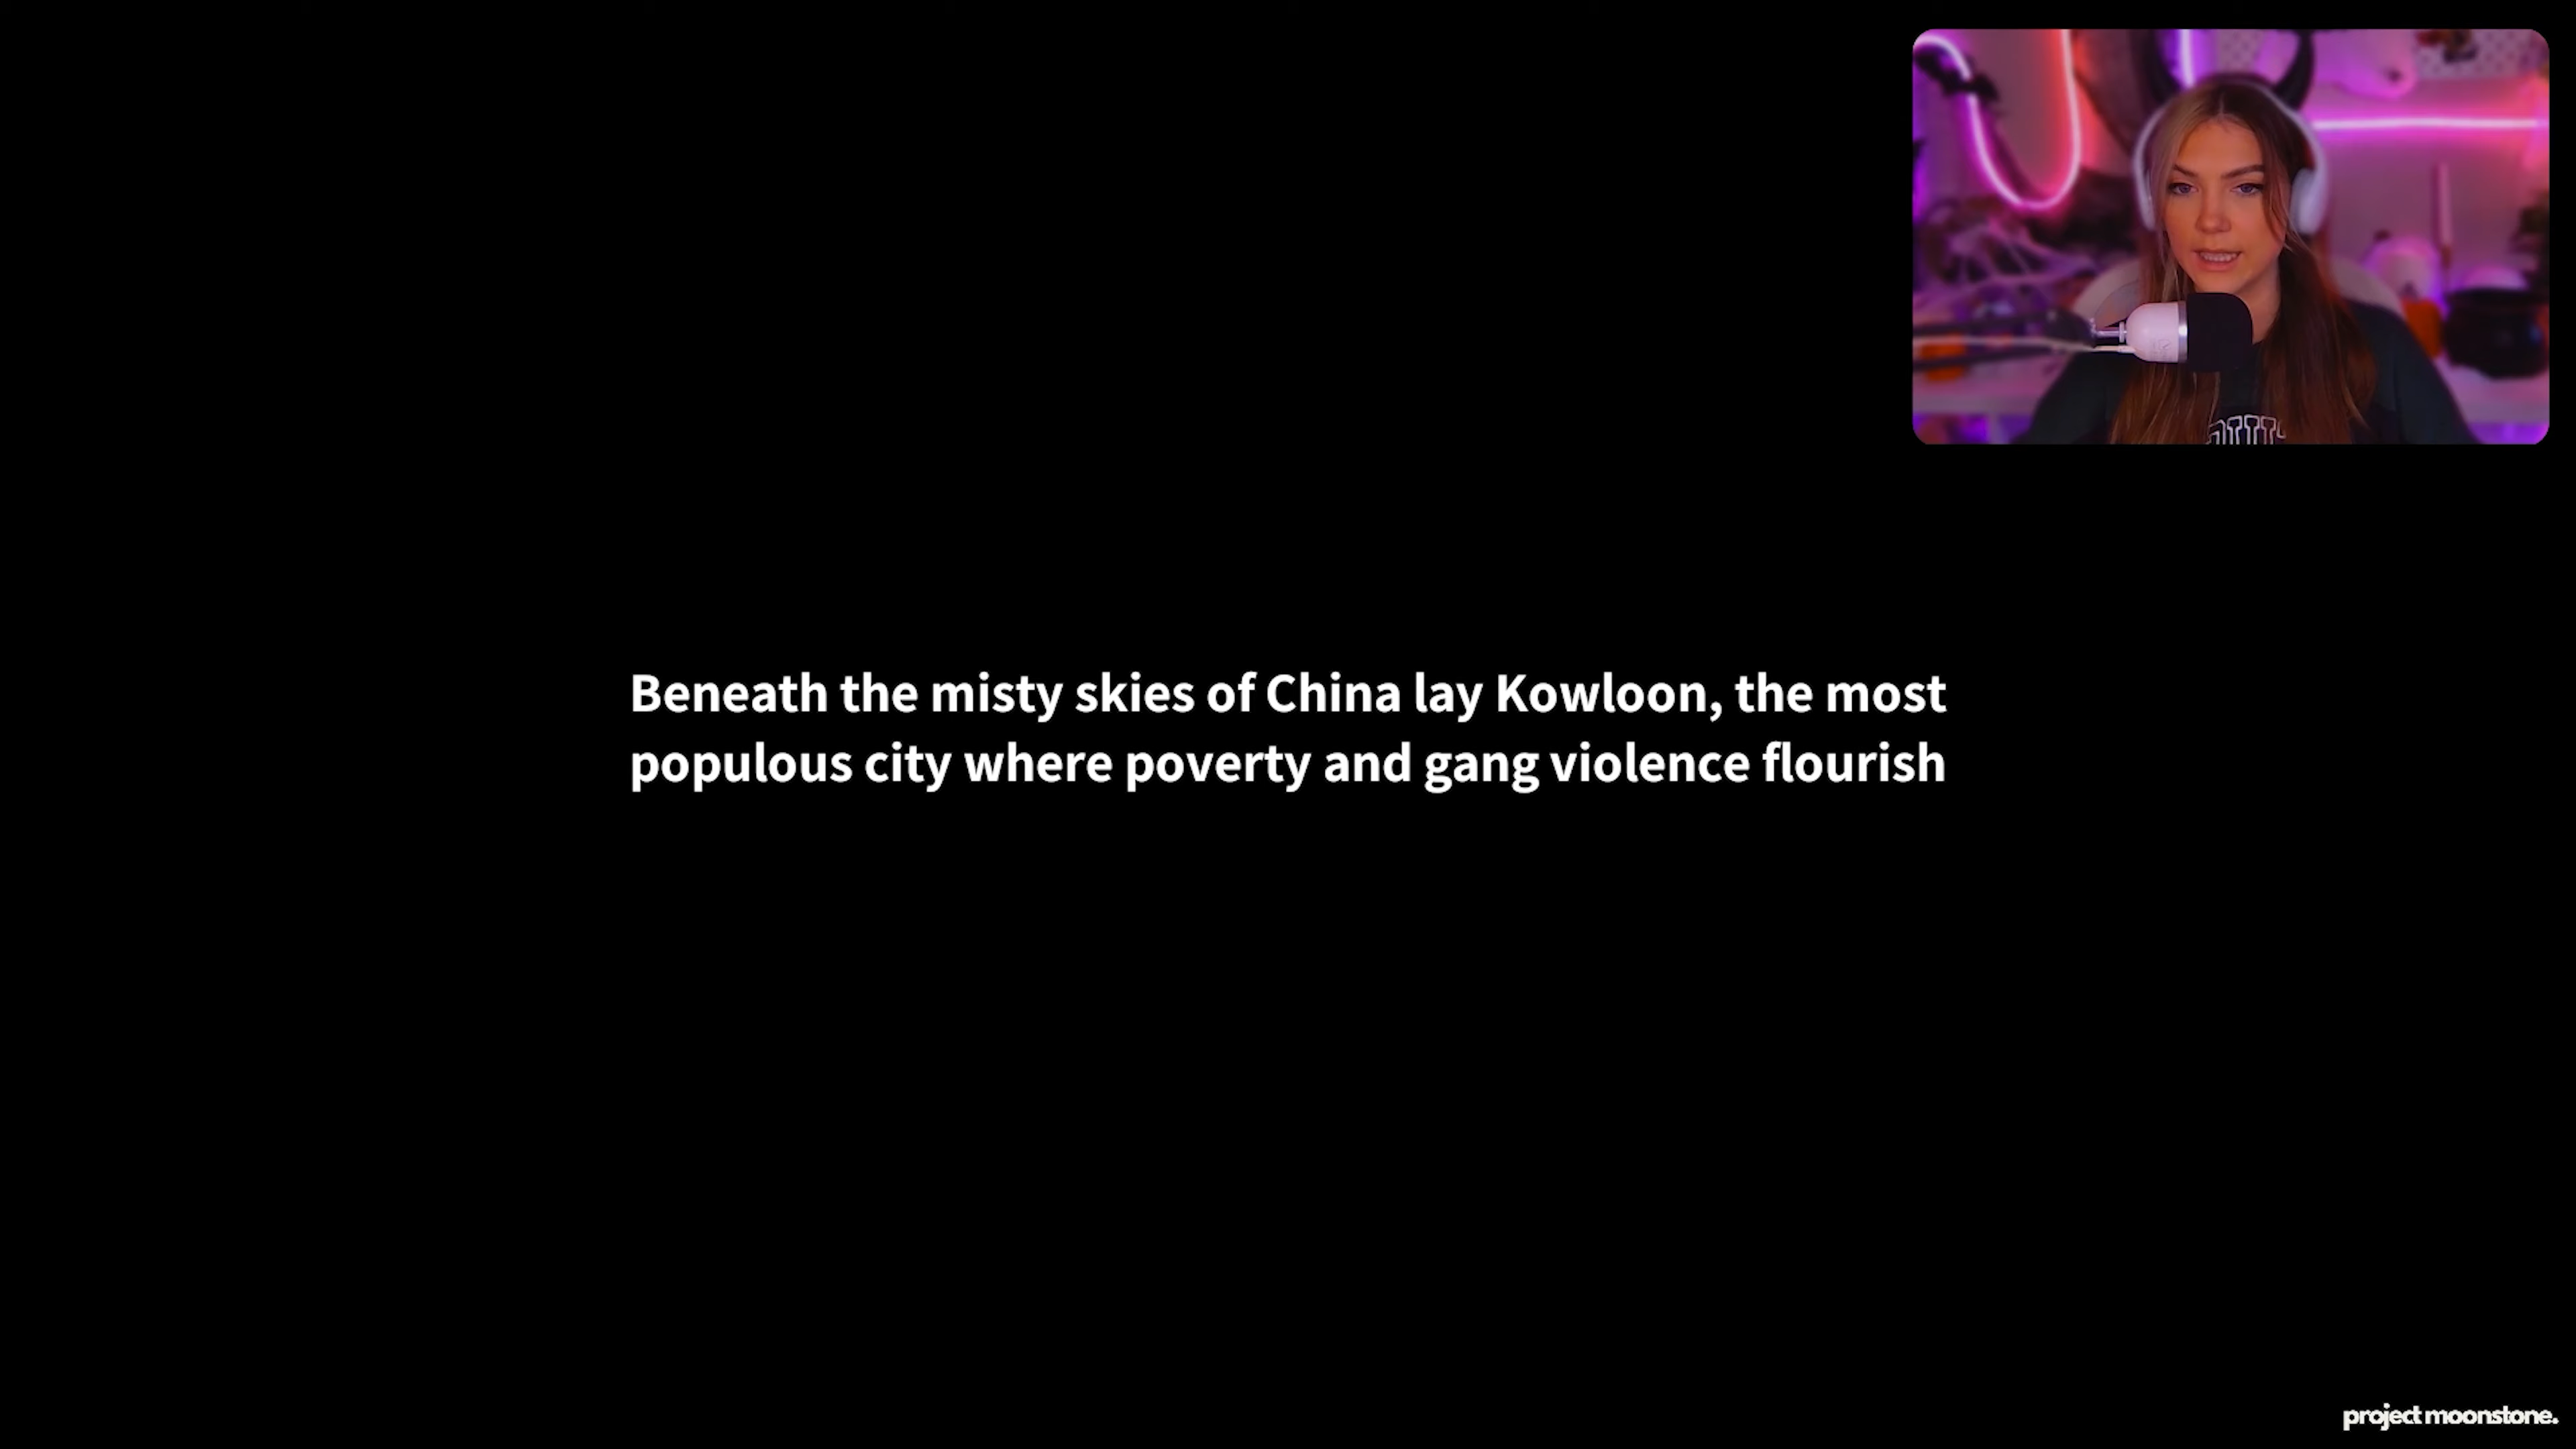 Beneath the misty skies of China lay Kowloon, the most
populous city where poverty and gang violence flourish
project moonstone.